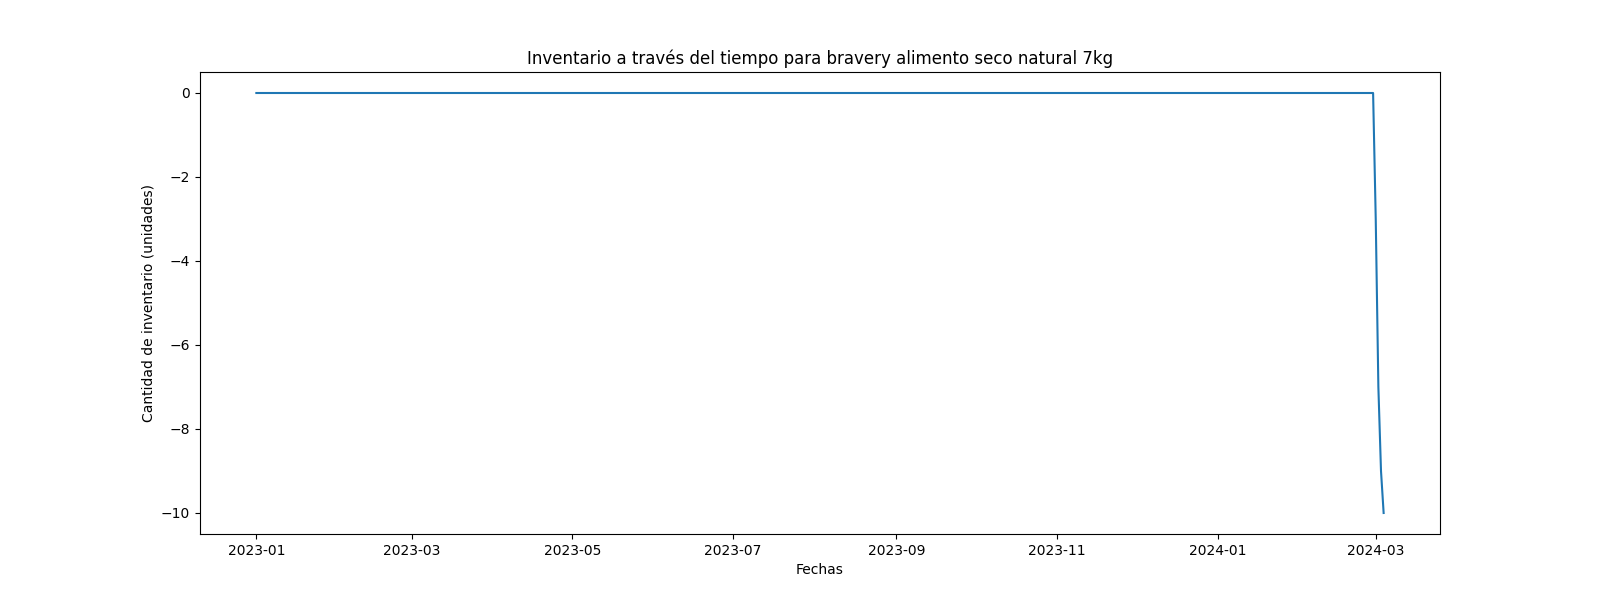 Inventario a través del tiempo para bravery alimento seco natural 7kg
Cantidad de inventario (unidades)
0
−2
−4
−6
−8
−10
2023-01 2023-03 2023-05 2023-07 2023-09 2023-11 2024-01 2024-03
Fechas